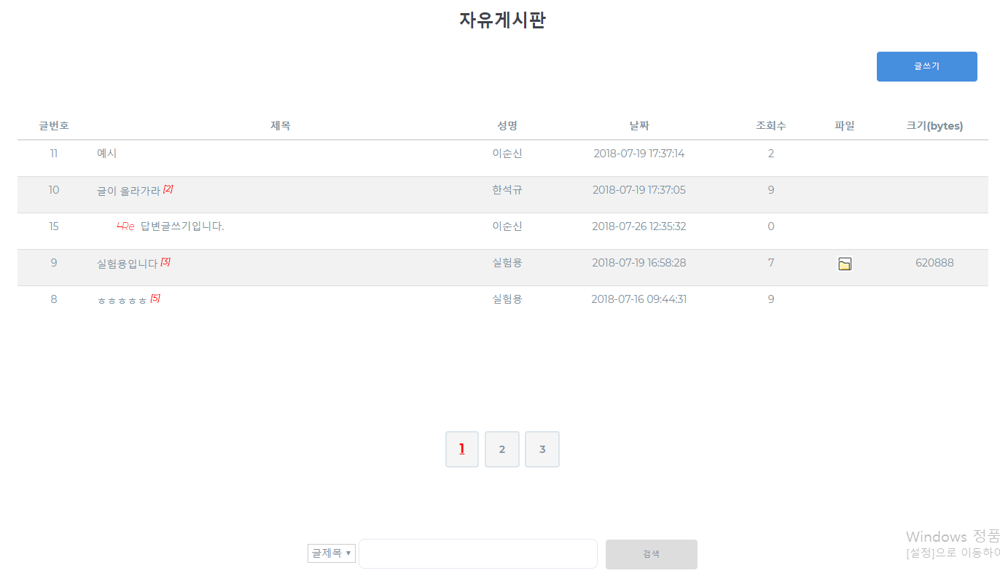 자유게시판
글쓰기
글번호 제목 성명 날짜 조회수 파일 크기(bytes)
11 예시 이순신 2018-07-19 17:37:14 2
10 글이 올라가라 [2] 한석규 2018-07-19 17:37:05 9
15 ┗Re 답변글쓰기입니다. 이순신 2018-07-26 12:35:32 0
9 실험용입니다 [3] 실험용 2018-07-19 16:58:28 7 620888
8 ㅎㅎㅎㅎㅎ [5] 실험용 2018-07-16 09:44:31 9
1 2 3
글제목 ▼ 검색
Windows 정품
[설정]으로 이동하여